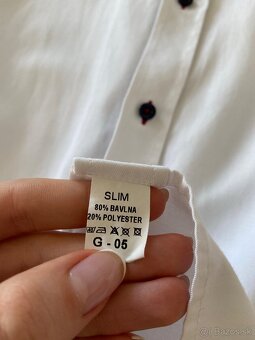 SLIM
80% BAVLNA
20% POLYESTER
G - 05